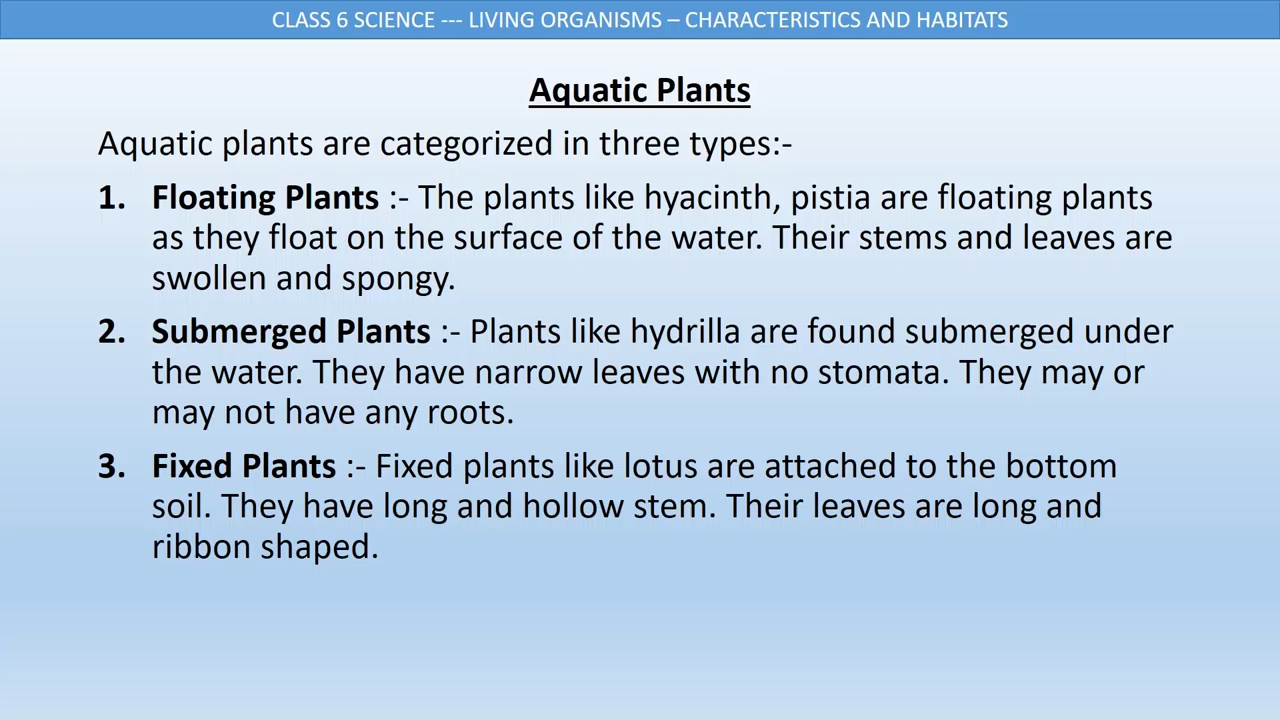 CLASS 6 SCIENCE --- LIVING ORGANISMS – CHARACTERISTICS AND HABITATS
Aquatic Plants
Aquatic plants are categorized in three types:-
1. Floating Plants :- The plants like hyacinth, pistia are floating plants
as they float on the surface of the water. Their stems and leaves are
swollen and spongy.
2. Submerged Plants :- Plants like hydrilla are found submerged under
the water. They have narrow leaves with no stomata. They may or
may not have any roots.
3. Fixed Plants :- Fixed plants like lotus are attached to the bottom
soil. They have long and hollow stem. Their leaves are long and
ribbon shaped.